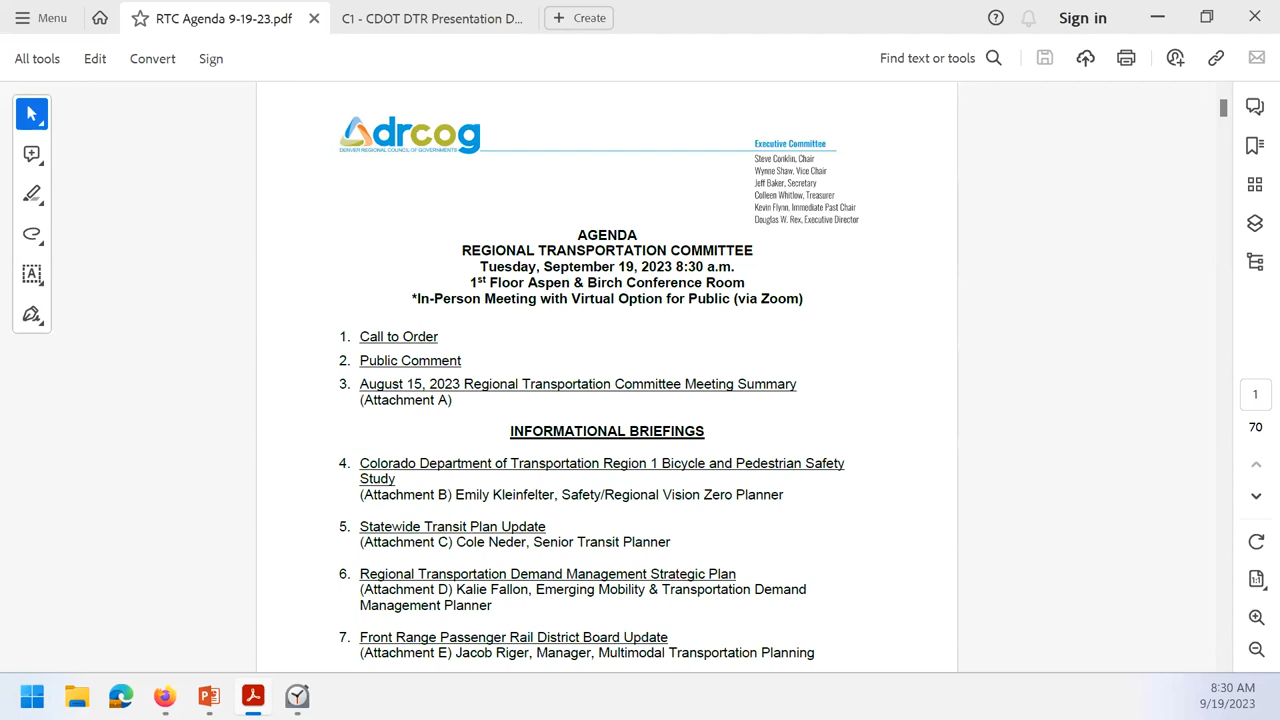 Menu
RTC Agenda 9-19-23.pdf
C1 - CDOT DTR Presentation D...
Create
Sign in
All tools
Edit
Convert
Sign
Find text or tools
drcog
DENVER REGIONAL COUNCIL OF GOVERNMENTS
Executive Committee
Steve Conklin, Chair
Wynne Shaw, Vice Chair
Jeff Baker, Secretary
Colleen Whitlow, Treasurer
Kevin Flynn, Immediate Past Chair
Douglas W. Rex, Executive Director
AGENDA
REGIONAL TRANSPORTATION COMMITTEE
Tuesday, September 19, 2023 8:30 a.m.
1st Floor Aspen & Birch Conference Room
*In-Person Meeting with Virtual Option for Public (via Zoom)
1. Call to Order
2. Public Comment
3. August 15, 2023 Regional Transportation Committee Meeting Summary
(Attachment A)
INFORMATIONAL BRIEFINGS
4. Colorado Department of Transportation Region 1 Bicycle and Pedestrian Safety
Study
(Attachment B) Emily Kleinfelter, Safety/Regional Vision Zero Planner
5. Statewide Transit Plan Update
(Attachment C) Cole Neder, Senior Transit Planner
6. Regional Transportation Demand Management Strategic Plan
(Attachment D) Kalie Fallon, Emerging Mobility & Transportation Demand
Management Planner
7. Front Range Passenger Rail District Board Update
(Attachment E) Jacob Riger, Manager, Multimodal Transportation Planning
1
70
8:30 AM
9/19/2023